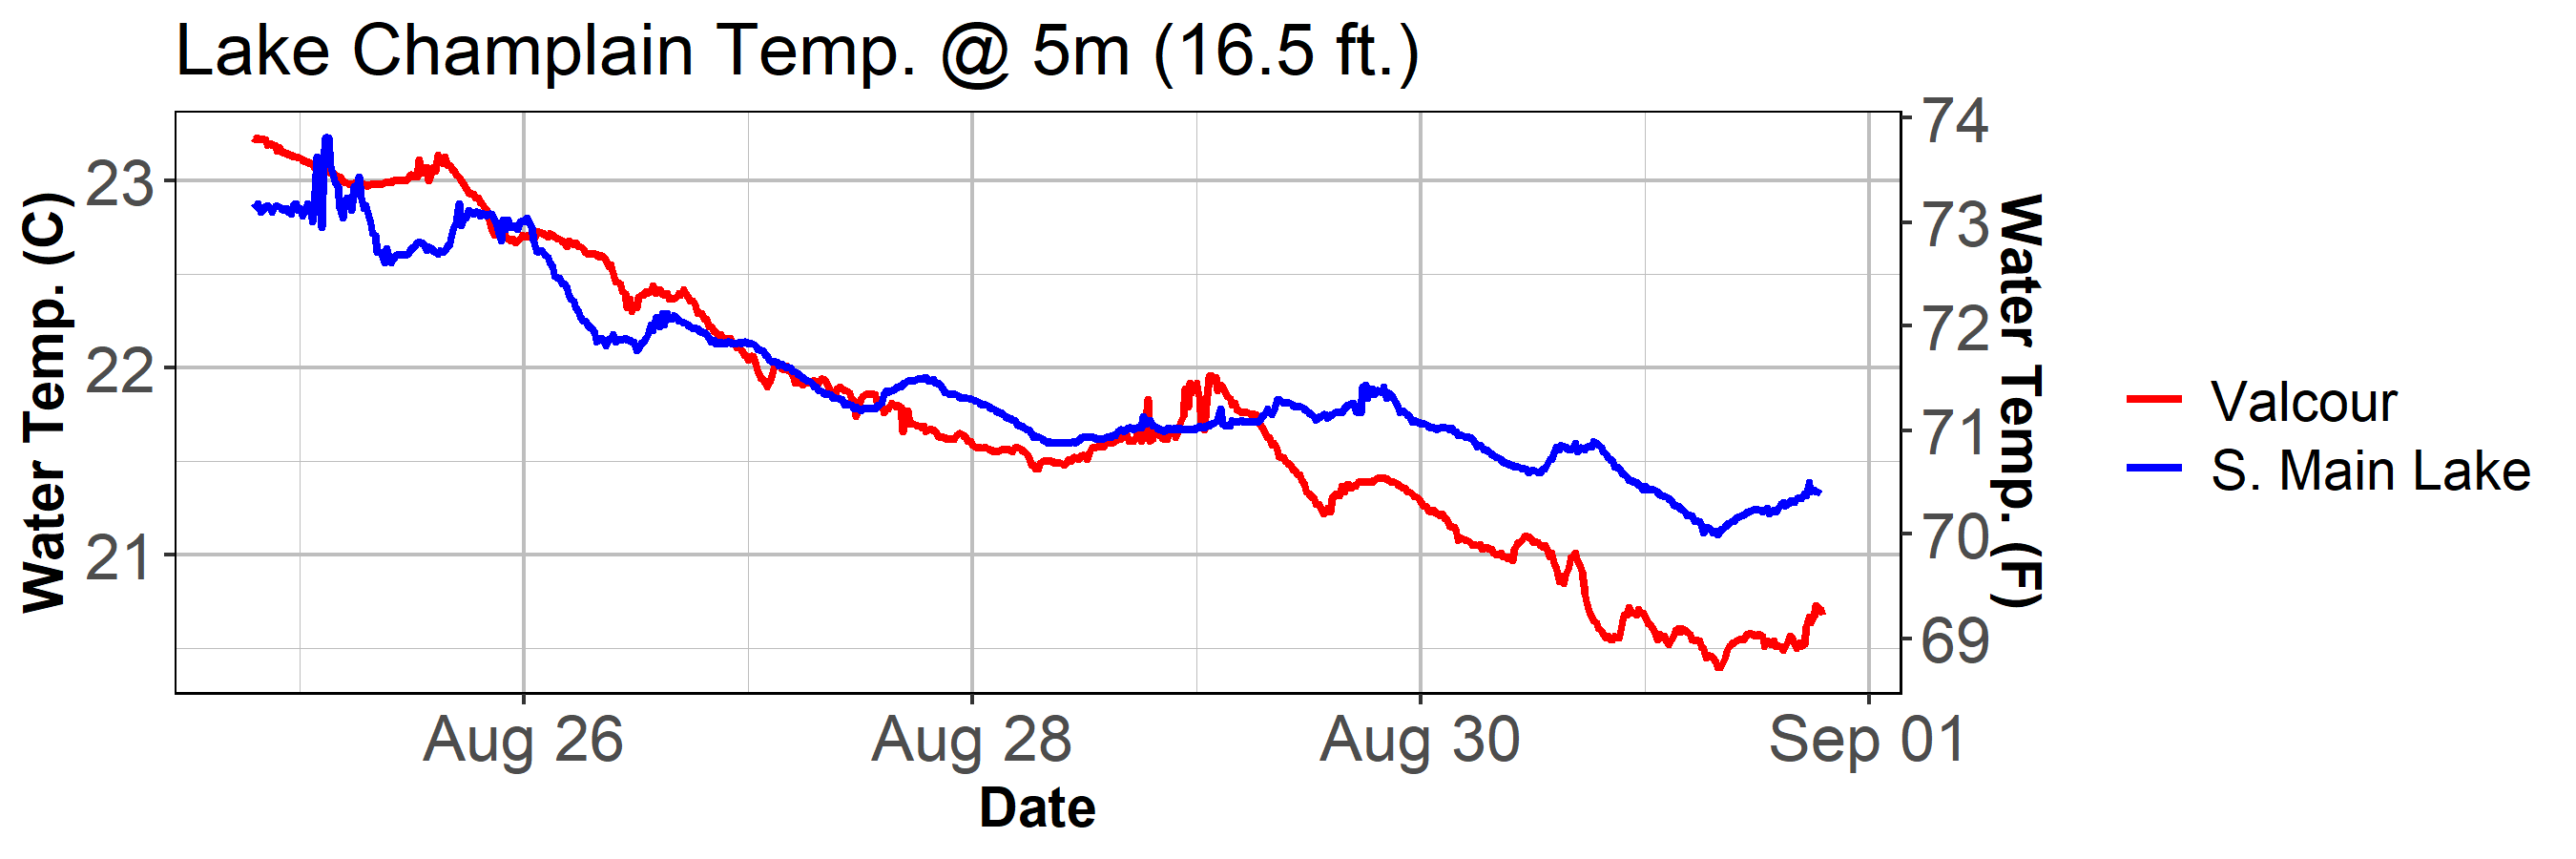 Lake Champlain Temp. @ 5m (16.5 ft.)
Water Temp. (C)
23
22
21
74
73
72
71
70
69
Water Temp. (F)
Aug 26
Aug 28
Aug 30
Sep 01
Date
Valcour
S. Main Lake